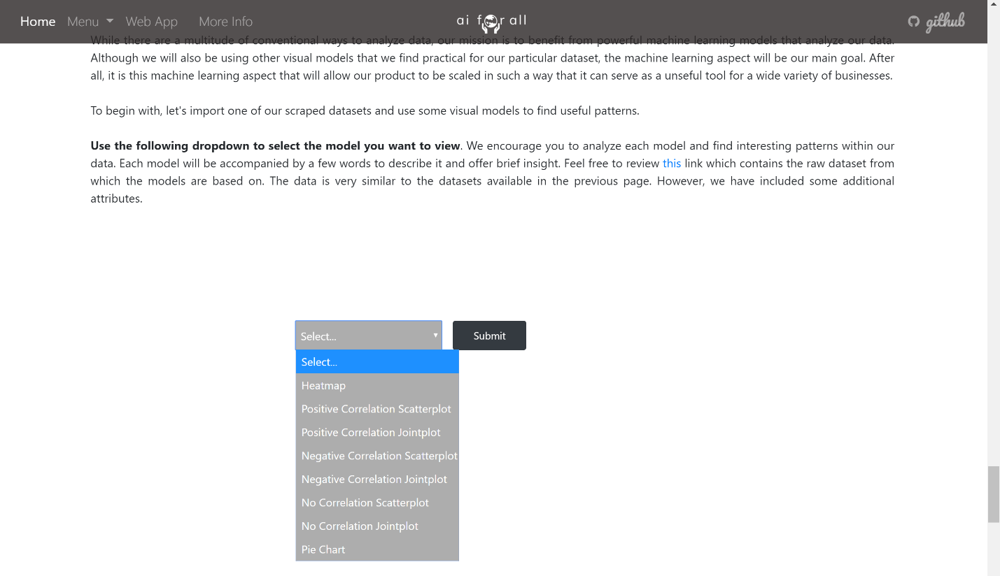 Home Menu Web App More Info ai for all github
While there are a multitude of conventional ways to analyze data, our mission is to benefit from powerful machine learning models that analyze our data.
Although we will also be using other visual models that we find practical for our particular dataset, the machine learning aspect will be our main goal. After
all, it is this machine learning aspect that will allow our product to be scaled in such a way that it can serve as a unseful tool for a wide variety of businesses.
To begin with, let's import one of our scraped datasets and use some visual models to find useful patterns.
Use the following dropdown to select the model you want to view. We encourage you to analyze each model and find interesting patterns within our
data. Each model will be accompanied by a few words to describe it and offer brief insight. Feel free to review this link which contains the raw dataset from
which the models are based on. The data is very similar to the datasets available in the previous page. However, we have included some additional
attributes.
Select... Submit
Select...
Heatmap
Positive Correlation Scatterplot
Positive Correlation Jointplot
Negative Correlation Scatterplot
Negative Correlation Jointplot
No Correlation Scatterplot
No Correlation Jointplot
Pie Chart